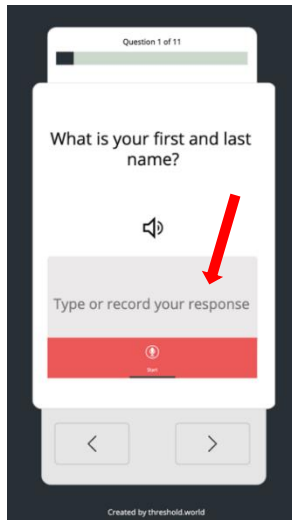 Question 1 of 11
What is your first and last
name?
Type or record your response
Start
Created by threshold.world